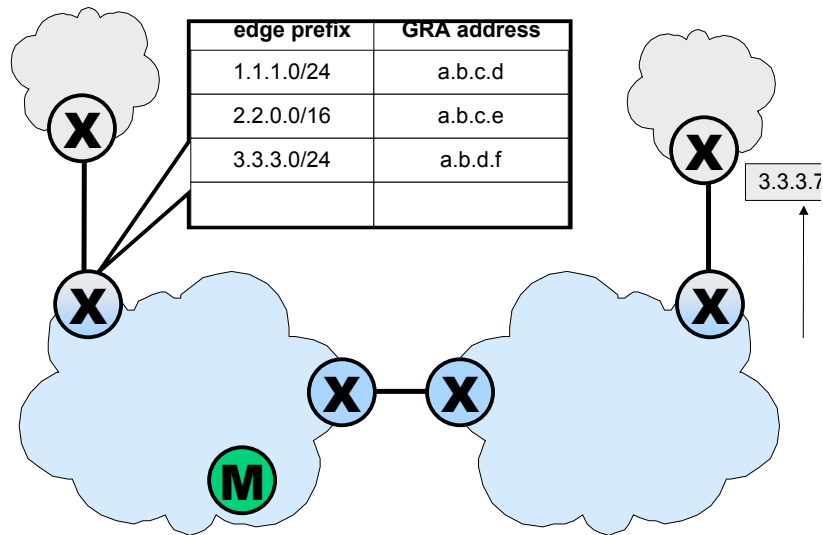 edge prefix GRA address
1.1.1.0/24 a.b.c.d
2.2.0.0/16 a.b.c.e
3.3.3.0/24 a.b.d.f
X
X
3.3.3.7
X
X
X
X
M